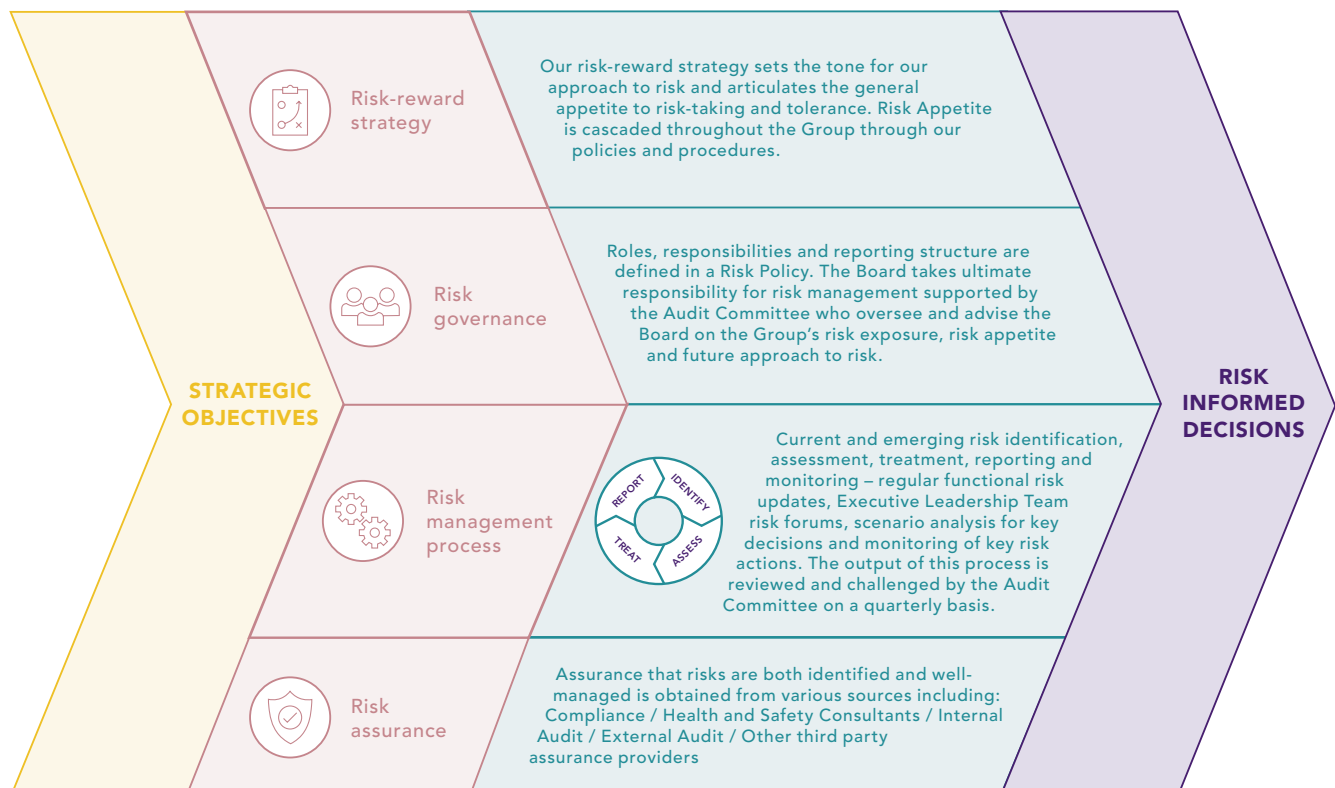 STRATEGIC
OBJECTIVES
Risk-reward
strategy
Our risk-reward strategy sets the tone for our
approach to risk and articulates the general
appetite to risk-taking and tolerance. Risk Appetite
is cascaded throughout the Group through our
policies and procedures.
Risk
governance
Roles, responsibilities and reporting structure are
defined in a Risk Policy. The Board takes ultimate
responsibility for risk management supported by
the Audit Committee who oversee and advise the
Board on the Group's risk exposure, risk appetite
and future approach to risk.
Risk
management
process
REPORT
IDENTIFY
ASSESS
TREAT
Current and emerging risk identification,
assessment, treatment, reporting and
monitoring – regular functional risk
updates, Executive Leadership Team
risk forums, scenario analysis for key
decisions and monitoring of key risk
actions. The output of this process is
reviewed and challenged by the Audit
Committee on a quarterly basis.
Risk
assurance
Assurance that risks are both identified and well-
managed is obtained from various sources including:
Compliance / Health and Safety Consultants / Internal
Audit / External Audit / Other third party
assurance providers
RISK
INFORMED
DECISIONS